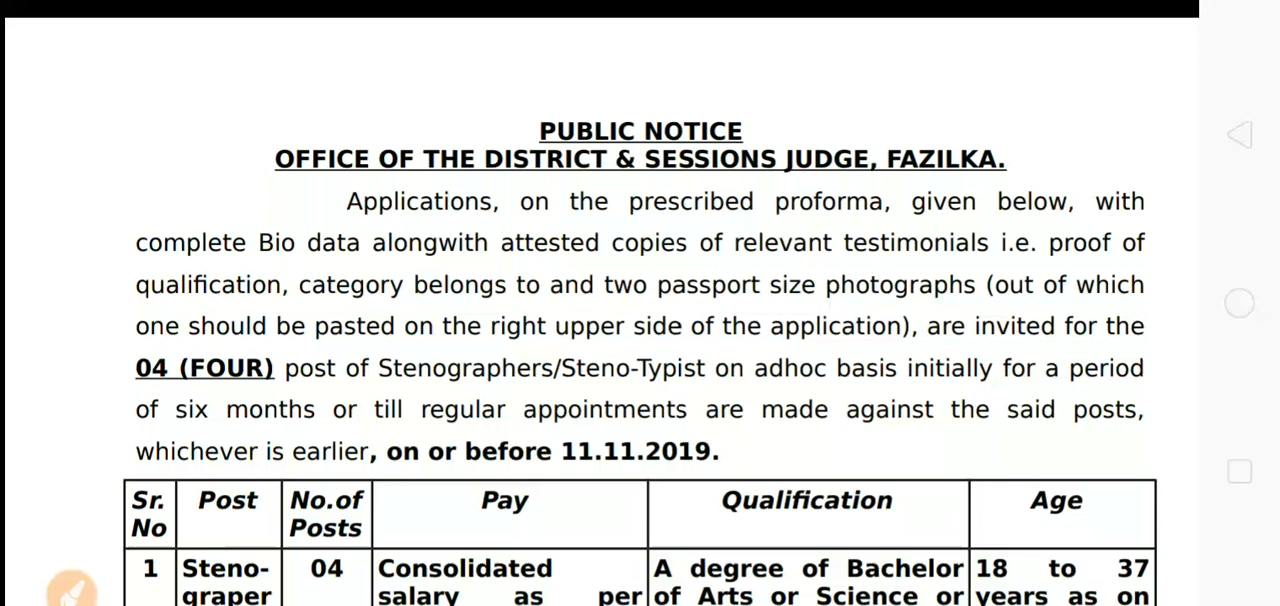 PUBLIC NOTICE
OFFICE OF THE DISTRICT & SESSIONS JUDGE, FAZILKA.
Applications, on the prescribed proforma, given below, with
complete Bio data alongwith attested copies of relevant testimonials i.e. proof of
qualification, category belongs to and two passport size photographs (out of which
one should be pasted on the right upper side of the application), are invited for the
04 (FOUR) post of Stenographers/Steno-Typist on adhoc basis initially for a period
of six months or till regular appointments are made against the said posts,
whichever is earlier, on or before 11.11.2019.
Sr. No Post No.of Posts Pay Qualification Age
1 Steno- 04 Consolidated A degree of Bachelor 18 to 37
graper salary as per of Arts or Science or years as on